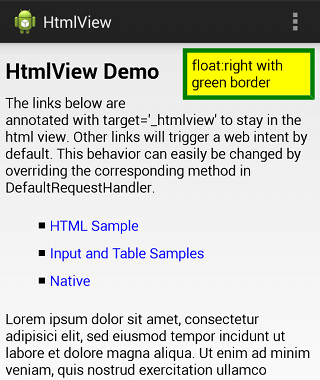 HtmlView
float:right with
green border
HtmlView Demo
The links below are
annotated with target='_htmlview' to stay in the
html view. Other links will trigger a web intent by
default. This behavior can easily be changed by
overriding the corresponding method in
DefaultRequestHandler.
HTML Sample
Input and Table Samples
Native
Lorem ipsum dolor sit amet, consectetur
adipisici elit, sed eiusmod tempor incidunt ut
labore et dolore magna aliqua. Ut enim ad minim
veniam, quis nostrud exercitation ullamco